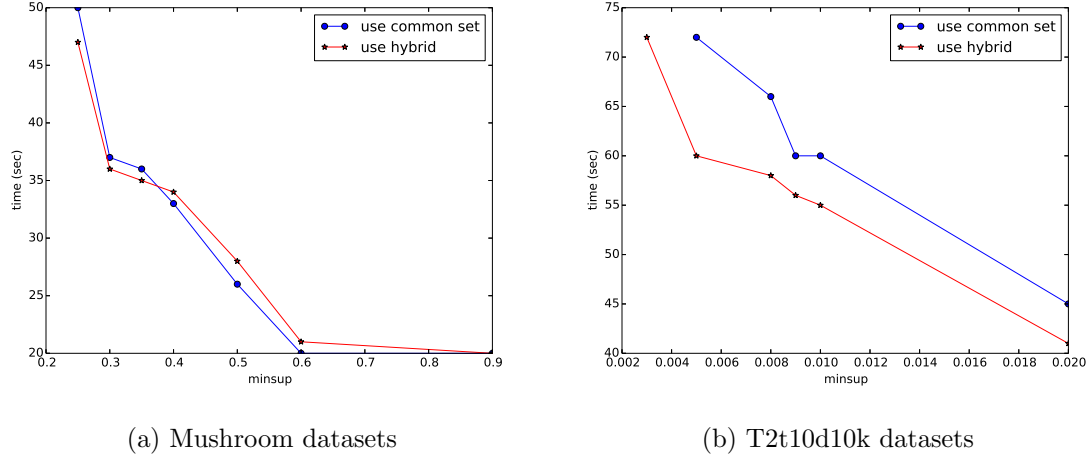 50
45
40
35
30
25
20
time (sec)
0.2 0.3 0.4 0.5 0.6 0.7 0.8 0.9
minsup
use common set
use hybrid
(a) Mushroom datasets
75
70
65
60
55
50
45
40
time (sec)
0.002 0.004 0.006 0.008 0.010 0.012 0.014 0.016 0.018 0.020
minsup
use common set
use hybrid
(b) T2t10d10k datasets